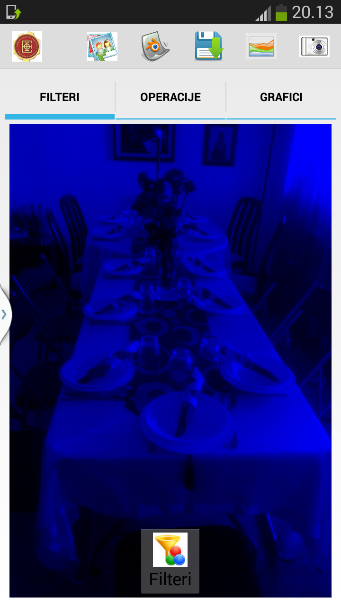 20.13
FILTERI
OPERACIJE
GRAFICI
Filteri